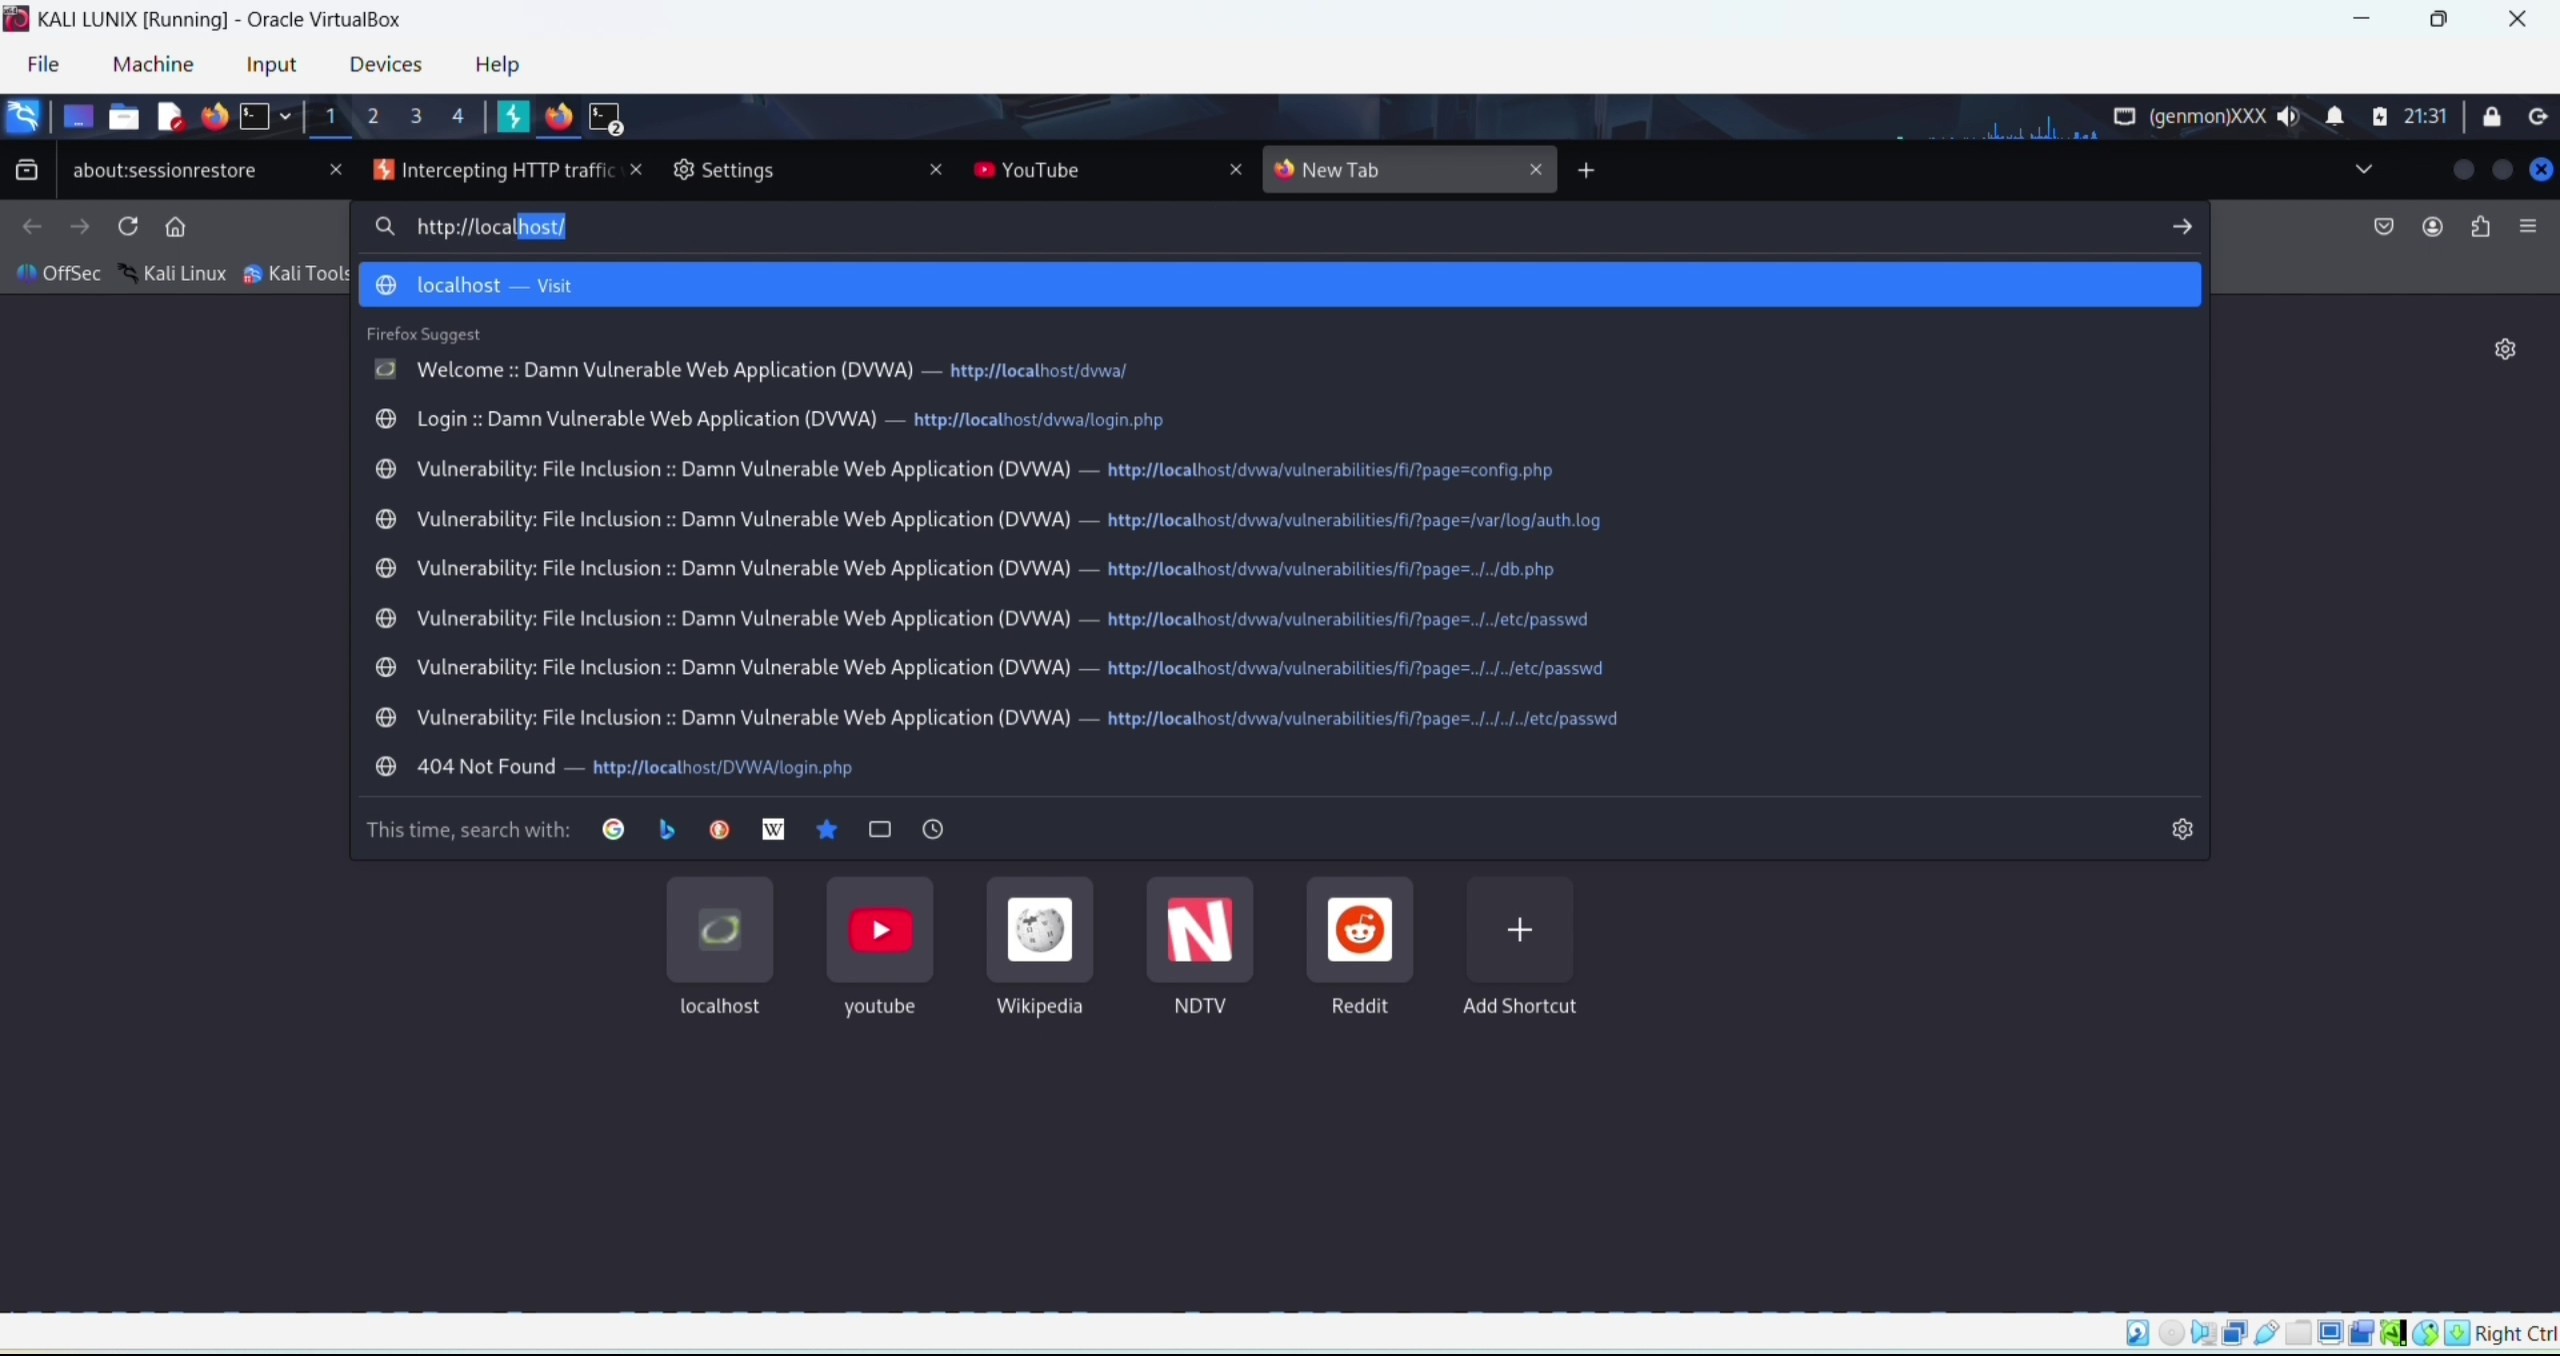 KALI LUNIX [Running] - Oracle VirtualBox
File Machine Input Devices Help
1 2 3 4 2 (genmon)XXX 21:31
about:sessionrestore Intercepting HTTP traffic Settings YouTube New Tab
http://localhost/
OffSec Kali Linux Kali Tools
localhost — Visit
Firefox Suggest
Welcome :: Damn Vulnerable Web Application (DVWA) — http://localhost/dvwa/
Login :: Damn Vulnerable Web Application (DVWA) — http://localhost/dvwa/login.php
Vulnerability: File Inclusion :: Damn Vulnerable Web Application (DVWA) — http://localhost/dvwa/vulnerabilities/fi/?page=config.php
Vulnerability: File Inclusion :: Damn Vulnerable Web Application (DVWA) — http://localhost/dvwa/vulnerabilities/fi/?page=/var/log/auth.log
Vulnerability: File Inclusion :: Damn Vulnerable Web Application (DVWA) — http://localhost/dvwa/vulnerabilities/fi/?page=../../db.php
Vulnerability: File Inclusion :: Damn Vulnerable Web Application (DVWA) — http://localhost/dvwa/vulnerabilities/fi/?page=../../etc/passwd
Vulnerability: File Inclusion :: Damn Vulnerable Web Application (DVWA) — http://localhost/dvwa/vulnerabilities/fi/?page=../../../etc/passwd
Vulnerability: File Inclusion :: Damn Vulnerable Web Application (DVWA) — http://localhost/dvwa/vulnerabilities/fi/?page=../../../../etc/passwd
404 Not Found — http://localhost/DVWA/login.php
This time, search with: G W
N
localhost youtube Wikipedia NDTV Reddit Add Shortcut
Right Ctrl